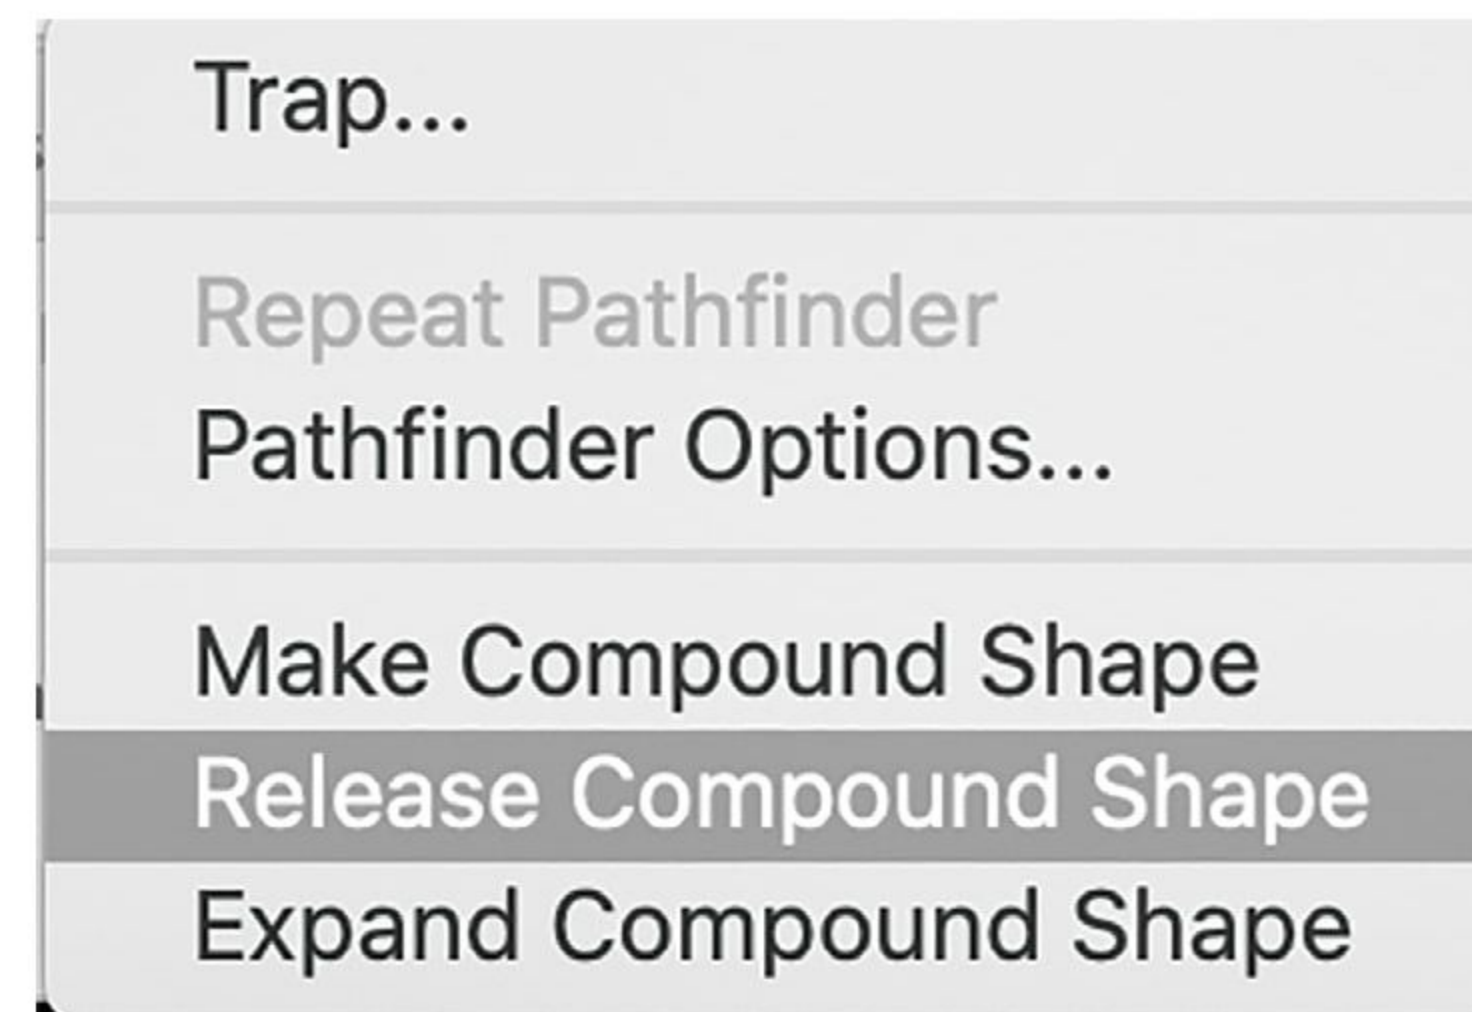 Trap...
Repeat Pathfinder
Pathfinder Options...
Make Compound Shape
Release Compound Shape
Expand Compound Shape